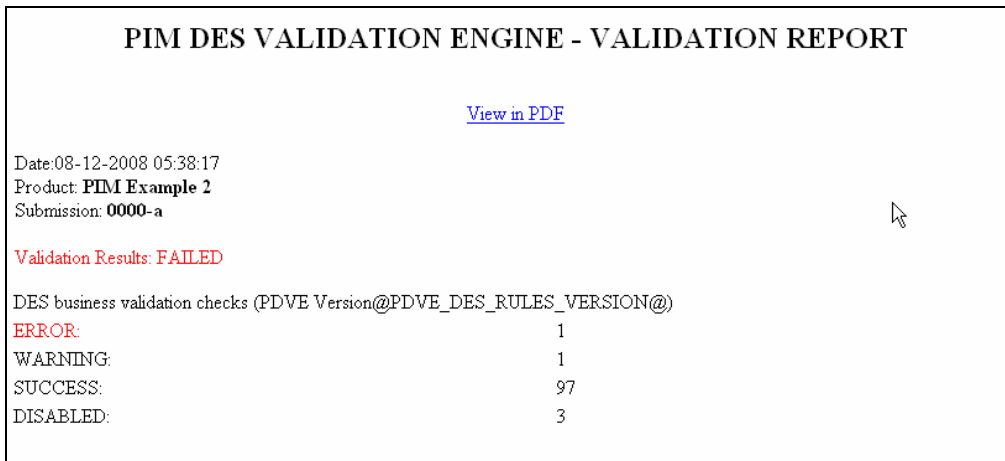 PIM DES VALIDATION ENGINE - VALIDATION REPORT
View in PDF
Date:08-12-2008 05:38:17
Product: PIM Example 2
Submission: 0000-a
Validation Results: FAILED
DES business validation checks (PDVE Version@PDVE_DES_RULES_VERSION@)
ERROR: 1
WARNING: 1
SUCCESS: 97
DISABLED: 3